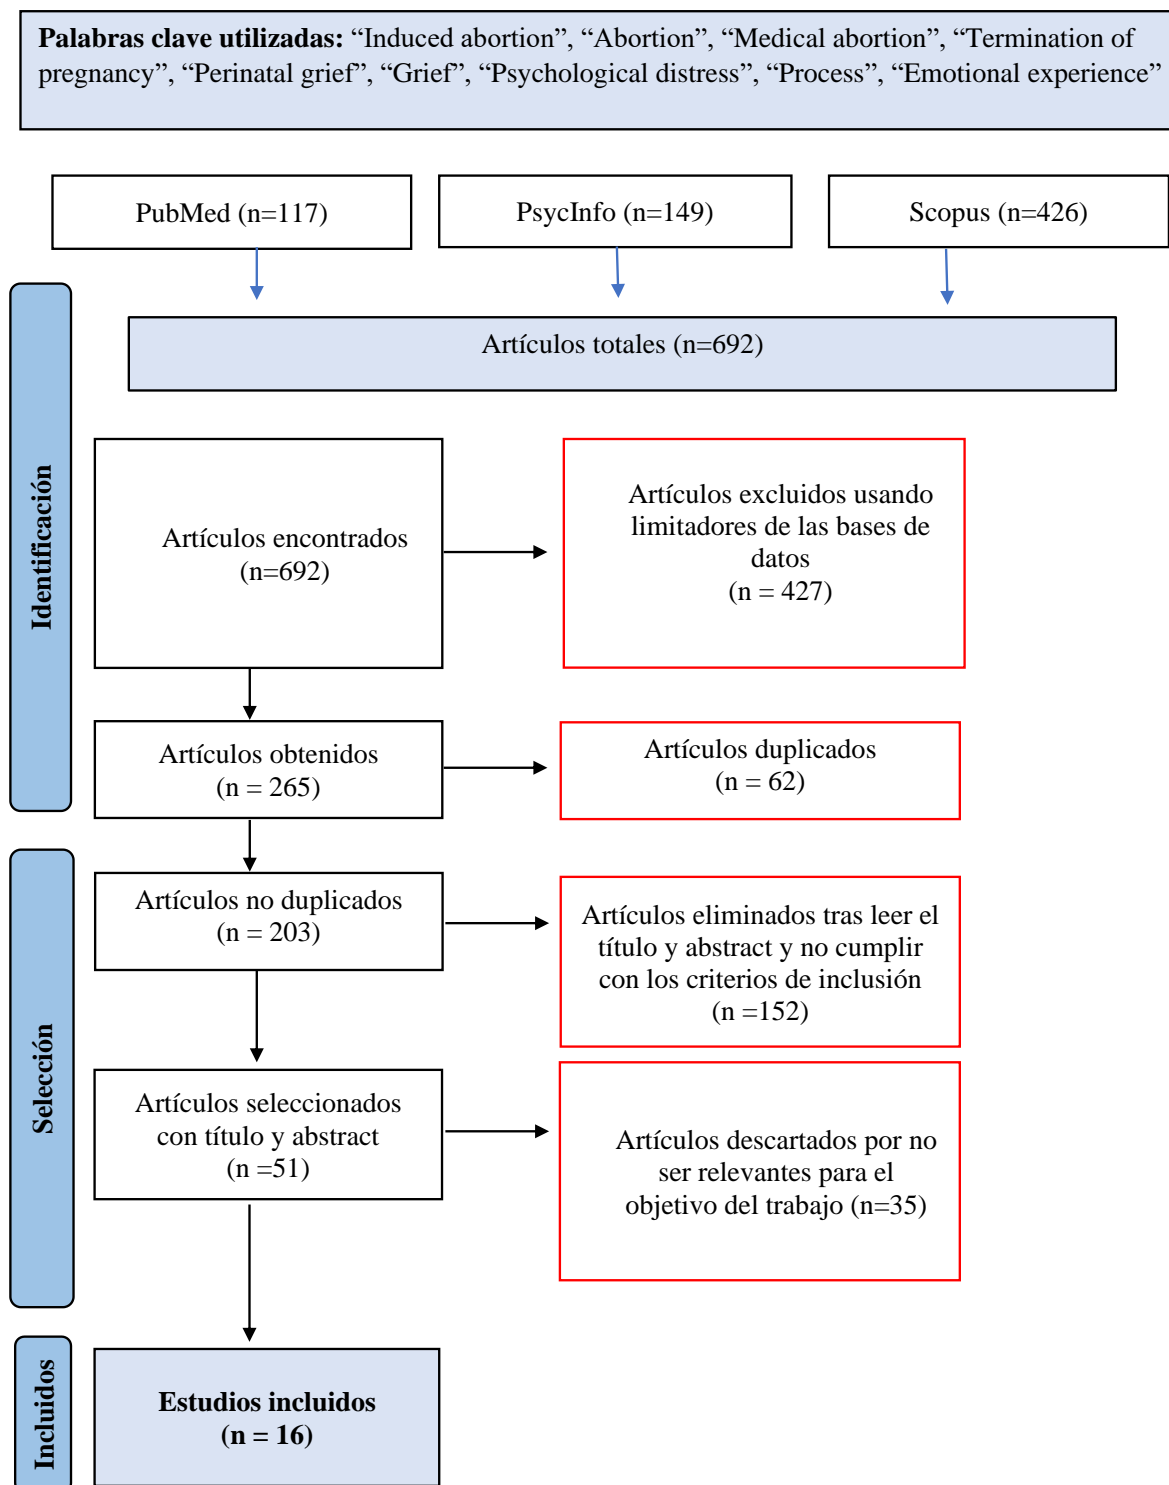 Palabras clave utilizadas: “Induced abortion”, “Abortion”, “Medical abortion”, “Termination of
pregnancy”, “Perinatal grief”, “Grief”, “Psychological distress”, “Process”, “Emotional experience”
PubMed (n=117)
PsycInfo (n=149)
Scopus (n=426)
Artículos totales (n=692)
Identificación
Artículos encontrados
(n=692)
Artículos excluidos usando
limitadores de las bases de
datos
(n = 427)
Artículos obtenidos
(n = 265)
Artículos duplicados
(n = 62)
Selección
Artículos no duplicados
(n = 203)
Artículos eliminados tras leer el
título y abstract y no cumplir
con los criterios de inclusión
(n =152)
Artículos seleccionados
con título y abstract
(n =51)
Artículos descartados por no
ser relevantes para el
objetivo del trabajo (n=35)
Incluidos
Estudios incluidos
(n = 16)